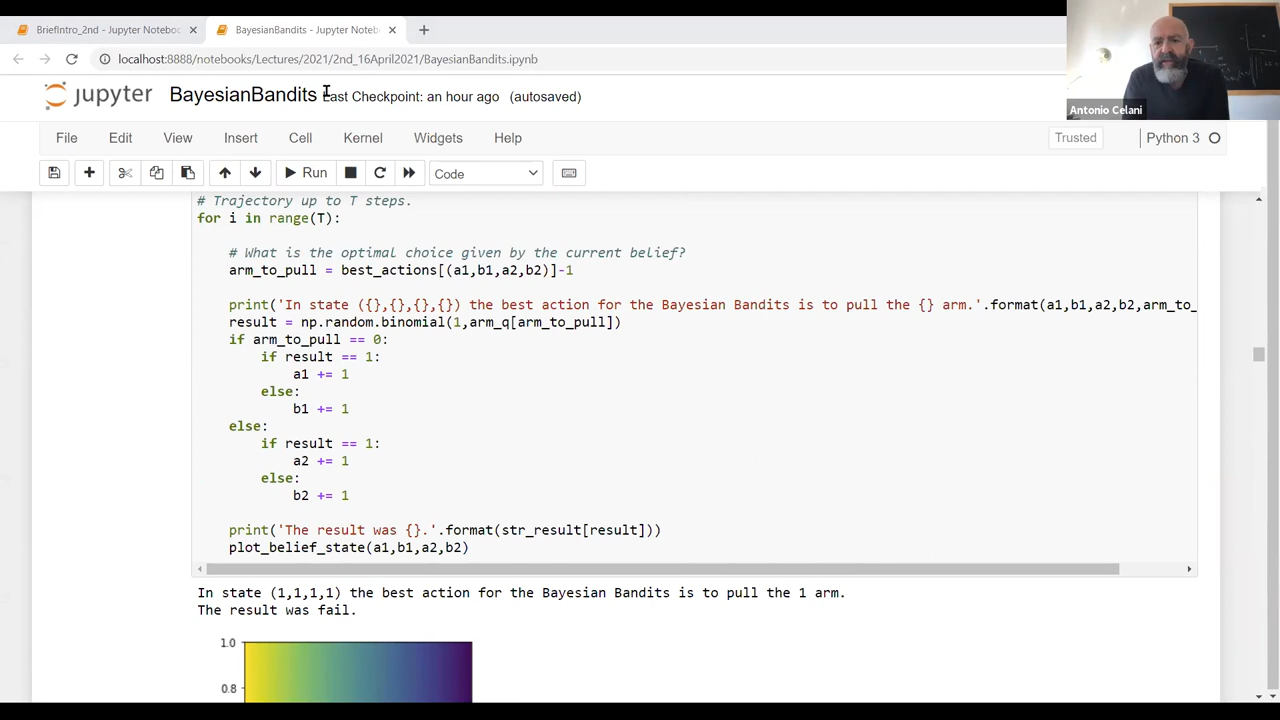 BriefIntro_2nd - Jupyter Notebo
BayesianBandits - Jupyter Noteb
localhost:8888/notebooks/Lectures/2021/2nd_16April2021/BayesianBandits.ipynb
Antonio Celani
jupyter BayesianBandits Last Checkpoint: an hour ago (autosaved)
File Edit View Insert Cell Kernel Widgets Help Trusted Python 3
Run Code
# Trajectory up to T steps.
for i in range(T):
# What is the optimal choice given by the current belief?
arm_to_pull = best_actions[(a1,b1,a2,b2)]-1
print('In state ({},{},{},{}) the best action for the Bayesian Bandits is to pull the {} arm.'.format(a1,b1,a2,b2,arm_to_
result = np.random.binomial(1,arm_q[arm_to_pull])
if arm_to_pull == 0:
if result == 1:
a1 += 1
else:
b1 += 1
else:
if result == 1:
a2 += 1
else:
b2 += 1
print('The result was {}.'.format(str_result[result]))
plot_belief_state(a1,b1,a2,b2)
In state (1,1,1,1) the best action for the Bayesian Bandits is to pull the 1 arm.
The result was fail.
1.0
0.8